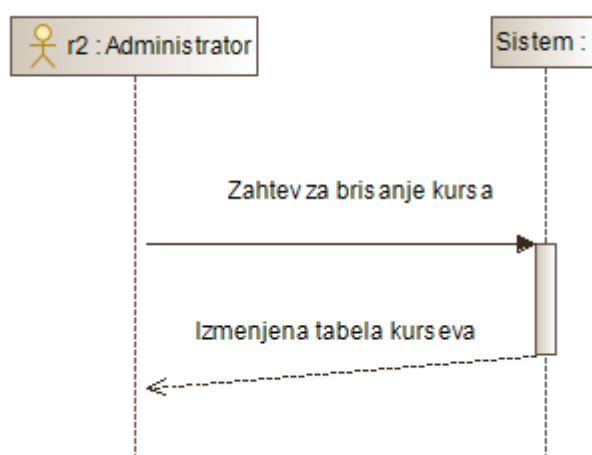 r2 : Administrator
Sistem :
Zahtev za brisanje kursa
Izmenjena tabela kurseva